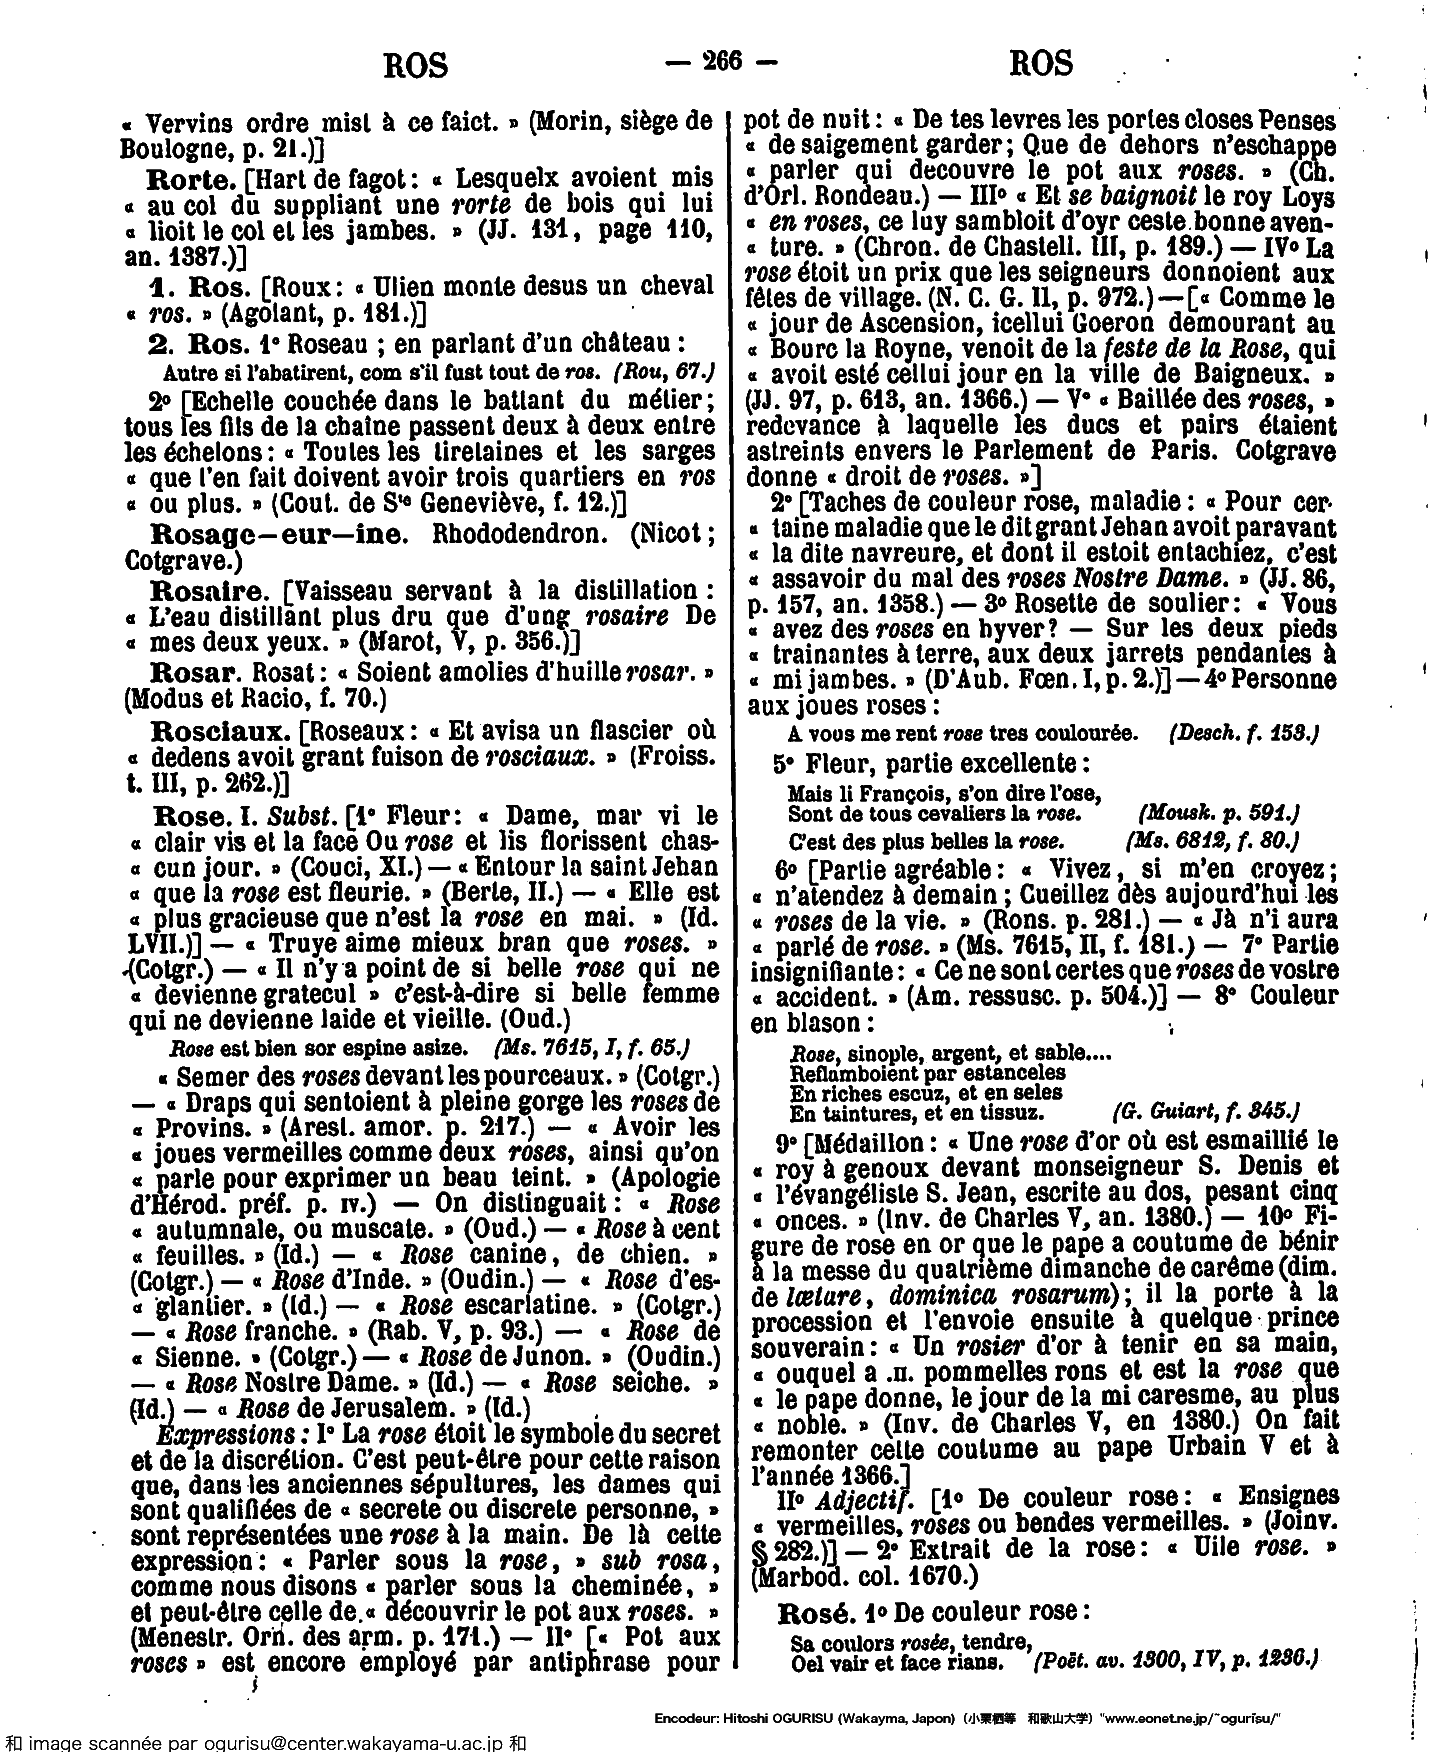 ROS
— 266 —
ROS
« Vervins ordre mist à ce faict. » (Morin, siège de
Boulogne, p. 21.)]
Rorte. [Hart de fagot : « Lesquelx avoient mis
« au col du suppliant une rorte de bois qui lui
« lioit le col et les jambes. » (JJ. 131, page 110,
an. 1387.)]
1. Ros. [Roux : « Ulien monte desus un cheval
« ros. » (Agolant, p. 181.)]
2. Ros. 1° Roseau ; en parlant d'un château :
Autre si l'abatirent, com s'il fust tout de ros. (Rou, 67.)
2° [Echelle couchée dans le battant du métier ;
tous les fils de la chaîne passent deux à deux entre
les échelons : « Toutes les tiretaines et les sarges
« que l'en fait doivent avoir trois quartiers en ros
« ou plus. » (Cout. de Ste Geneviève, f. 12.)]
Rosage-eur-ine. Rhododendron. (Nicot ;
Cotgrave.)
Rosaire. [Vaisseau servant à la distillation :
« L'eau distillant plus dru que d'ung rosaire De
« mes deux yeux. » (Marot, V, p. 356.)]
Rosar. Rosat : « Soient amolies d'huille rosar. »
(Modus et Racio, f. 70.)
Rosciaux. [Roseaux : « Et avisa un flascier où
« dedens avoit grant fuison de rosciaux. » (Froiss.
t. III, p. 262.)]
Rose. I. Subst. [1° Fleur : « Dame, mar vi le
« clair vis et la face Ou rose et lis florissent chas-
« cun jour. » (Couci, XI.) — « Entour la saint Jehan
« que la rose est fleurie. » (Berte, II.) — « Elle est
« plus gracieuse que n'est la rose en mai. » (Id.
LVII.)] — « Truye aime mieux bran que roses. »
(Cotgr.) — « Il n'y a point de si belle rose qui ne
« devienne gratecul » c'est-à-dire si belle femme
qui ne devienne laide et vieille. (Oud.)
Rose est bien sor espine asize. (Ms. 7615, I, f. 65.)
« Semer des roses devant les pourceaux. » (Cotgr.)
— « Draps qui sentoient à pleine gorge les roses de
« Provins. » (Arest. amor. p. 217.) — « Avoir les
« joues vermeilles comme deux roses, ainsi qu'on
« parle pour exprimer un beau teint. » (Apologie
d'Hérod. préf. p. IV.) — On distinguait : « Rose
« autumnale, ou muscate. » (Oud.) — « Rose à cent
« feuilles. » (Id.) — « Rose canine, de chien. »
(Cotgr.) — « Rose d'Inde. » (Oudin.) — « Rose d'es-
« glantier. » (Id.) — « Rose escarlatine. » (Cotgr.)
— « Rose franche. » (Rab. V, p. 93.) — « Rose de
« Sienne. » (Cotgr.) — « Rose de Junon. » (Oudin.)
— « Rose Nostre Dame. » (Id.) — « Rose seiche. »
(Id.) — « Rose de Jerusalem. » (Id.)
Expressions : I° La rose étoit le symbole du secret
et de la discrétion. C'est peut-être pour cette raison
que, dans les anciennes sépultures, les dames qui
sont qualifiées de « secrete ou discrete personne, »
sont représentées une rose à la main. De là cette
expression : « Parler sous la rose, » sub rosa,
comme nous disons « parler sous la cheminée, »
et peut-être celle de « découvrir le pot aux roses. »
(Menestr. Orn. des arm. p. 171.) — II° [« Pot aux
roses » est encore employé par antiphrase pour
pot de nuit : « De tes levres les portes closes Penses
« de saigement garder ; Que de dehors n'eschappe
« parler qui decouvre le pot aux roses. » (Ch.
d'Orl. Rondeau.) — III° « Et se baignoit le roy Loys
« en roses, ce luy sambloit d'oyr ceste bonne aven-
« ture. » (Chron. de Chastell. III, p. 189.) — IV° La
rose étoit un prix que les seigneurs donnoient aux
fêtes de village. (N. C. G. II, p. 972.) — [« Comme le
« jour de Ascension, icellui Goeron demourant au
« Bourc la Royne, venoit de la feste de la Rose, qui
« avoit esté cellui jour en la ville de Baigneux. »
(JJ. 97, p. 613, an. 1366.) — V° « Baillée des roses, »
redevance à laquelle les ducs et pairs étaient
astreints envers le Parlement de Paris. Cotgrave
donne « droit de roses. »]
2° [Taches de couleur rose, maladie : « Pour cer-
« taine maladie que le dit grant Jehan avoit paravant
« la dite navreure, et dont il estoit entachiez, c'est
« assavoir du mal des roses Nostre Dame. » (JJ. 86,
p. 157, an. 1358.) — 3° Rosette de soulier : « Vous
« avez des roses en hyver ? — Sur les deux pieds
« trainantes à terre, aux deux jarrets pendantes à
« mi jambes. » (D'Aub. Fœn. I, p. 2.)] — 4° Personne
aux joues roses :
A vous me rent rose tres coulourée. (Desch. f. 153.)
5° Fleur, partie excellente :
Mais li François, s'on dire l'ose,
Sont de tous cevaliers la rose. (Mousk. p. 591.)
C'est des plus belles la rose. (Ms. 6812, f. 80.)
6° [Partie agréable : « Vivez, si m'en croyez ;
« n'atendez à demain ; Cueillez dès aujourd'hui les
« roses de la vie. » (Rons. p. 281.) — « Jà n'i aura
« parlé de rose. » (Ms. 7615, II, f. 181.) — 7° Partie
insignifiante : « Ce ne sont certes que roses de vostre
« accident. » (Am. ressusc. p. 504.)] — 8° Couleur
en blason :
Rose, sinople, argent, et sable....
Reflamboient par estanceles
En riches escuz, et en seles
En taintures, et en tissuz. (G. Guiart, f. 345.)
9° [Médaillon : « Une rose d'or où est esmaillié le
« roy à genoux devant monseigneur S. Denis et
« l'évangéliste S. Jean, escrite au dos, pesant cinq
« onces. » (Inv. de Charles V, an. 1380.) — 10° Fi-
gure de rose en or que le pape a coutume de bénir
à la messe du quatrième dimanche de carême (dim.
de lœtare, dominica rosarum) ; il la porte à la
procession et l'envoie ensuite à quelque prince
souverain : « Un rosier d'or à tenir en sa main,
« ouquel a .II. pommelles rons et est la rose que
« le pape donne, le jour de la mi caresme, au plus
« noble. » (Inv. de Charles V, en 1380.) On fait
remonter cette coutume au pape Urbain V et à
l'année 1366.]
II° Adjectif. [1° De couleur rose : « Ensignes
« vermeilles, roses ou bendes vermeilles. » (Joinv.
§ 282.)] — 2° Extrait de la rose : « Uile rose. »
(Marbod. col. 1670.)
Rosé. 1° De couleur rose :
Sa coulors rosée, tendre,
Oel vair et face rians. (Poët. av. 1300, IV, p. 1236.)
Encodeur: Hitoshi OGURISU (Wakayma, Japon) (小栗栖等 和歌山大学) "www.eonet.ne.jp/~ogurisu/"
和 image scannée par ogurisu@center.wakayama-u.ac.jp 和